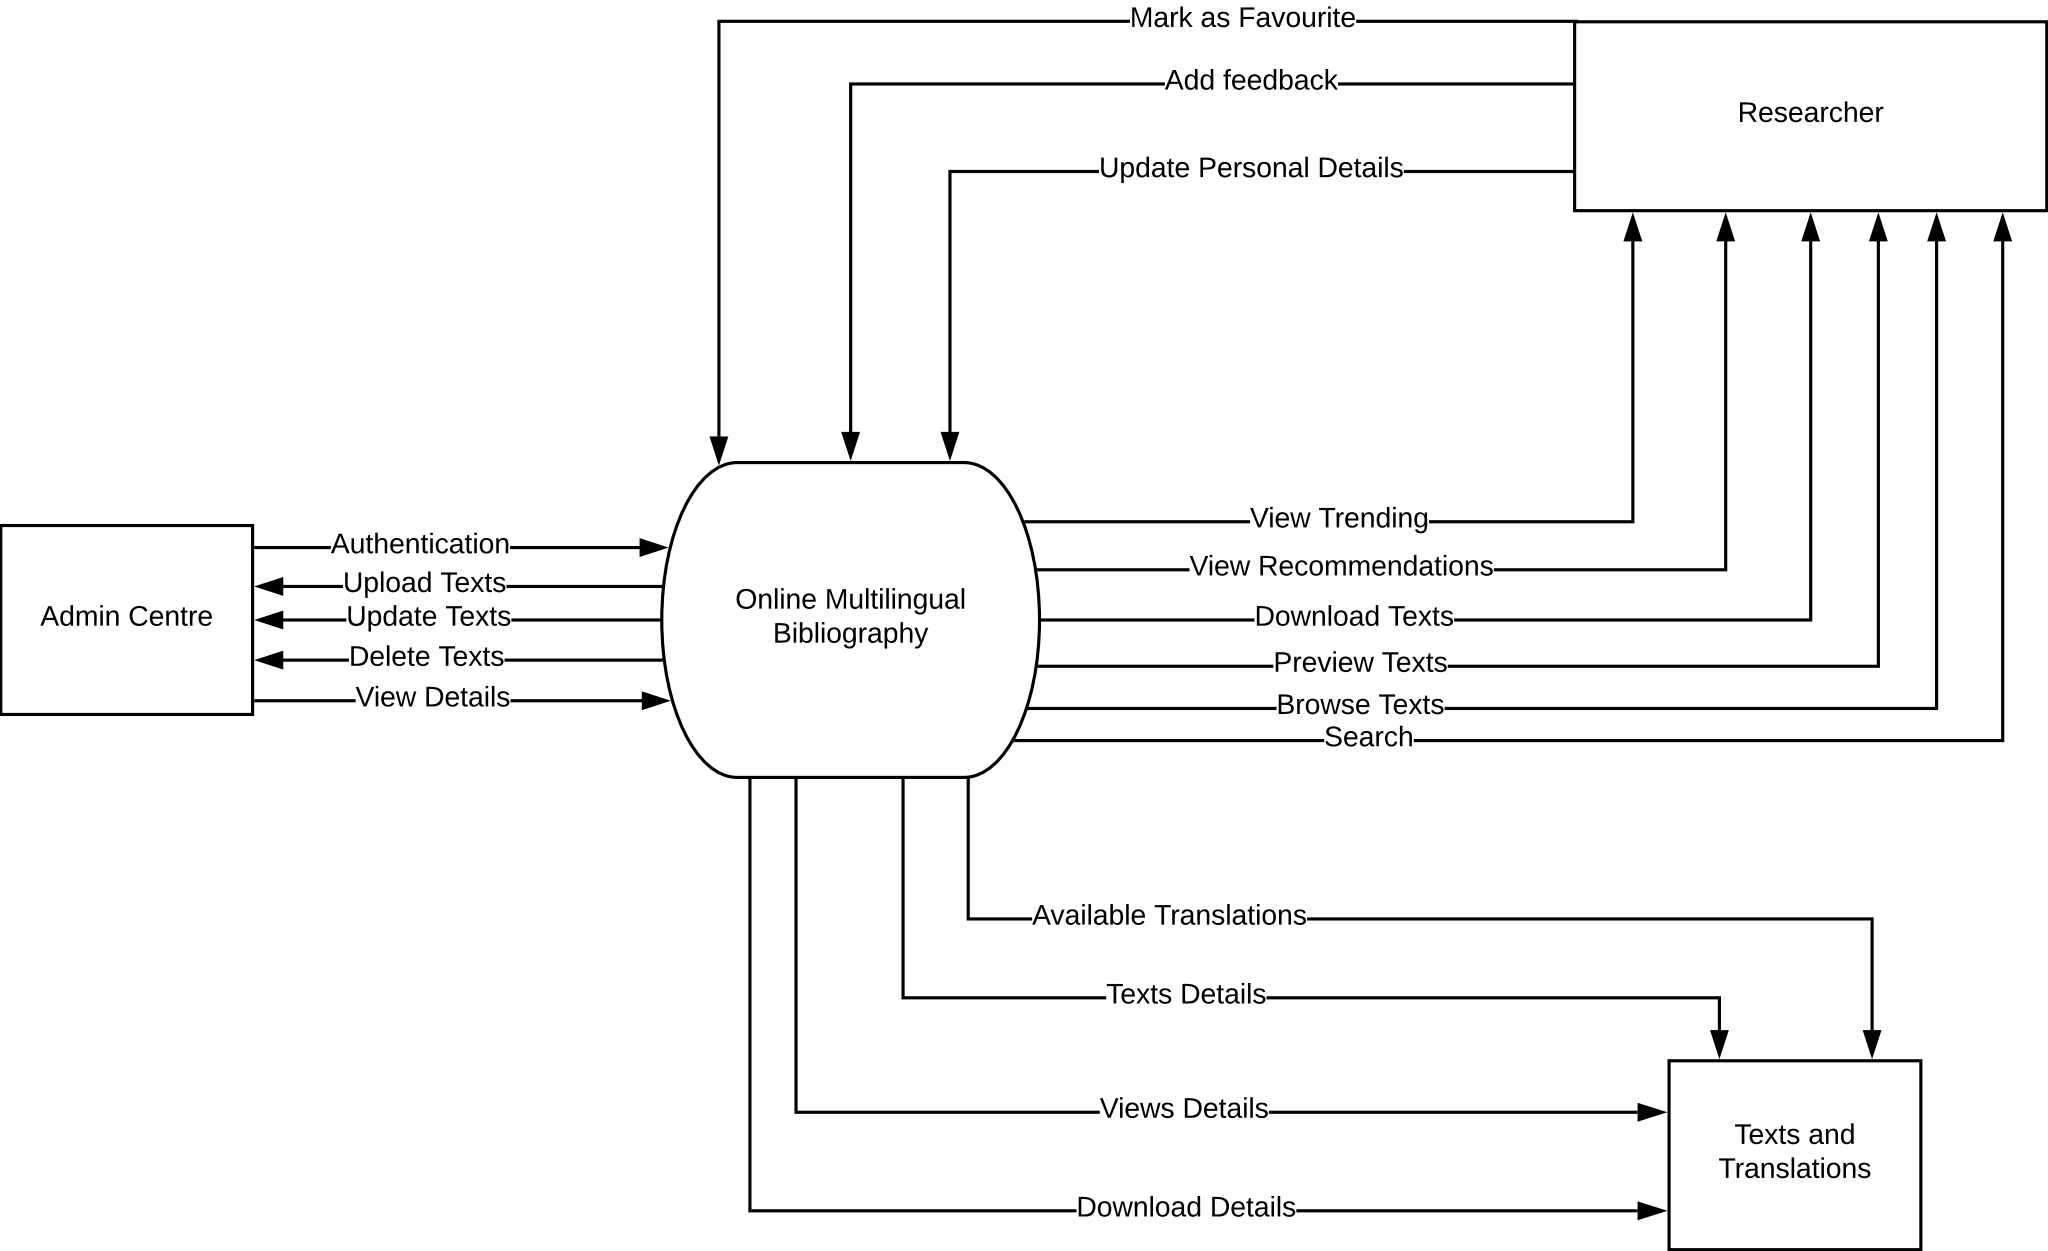 Mark as Favourite
Add feedback
Researcher
Update Personal Details
View Trending
Authentication
View Recommendations
Upload Texts
Online Multilingual
Bibliography
Admin Centre
Update Texts
Download Texts
Delete Texts
Preview Texts
View Details
Browse Texts
Search
Available Translations
Texts Details
Views Details
Texts and
Translations
Download Details